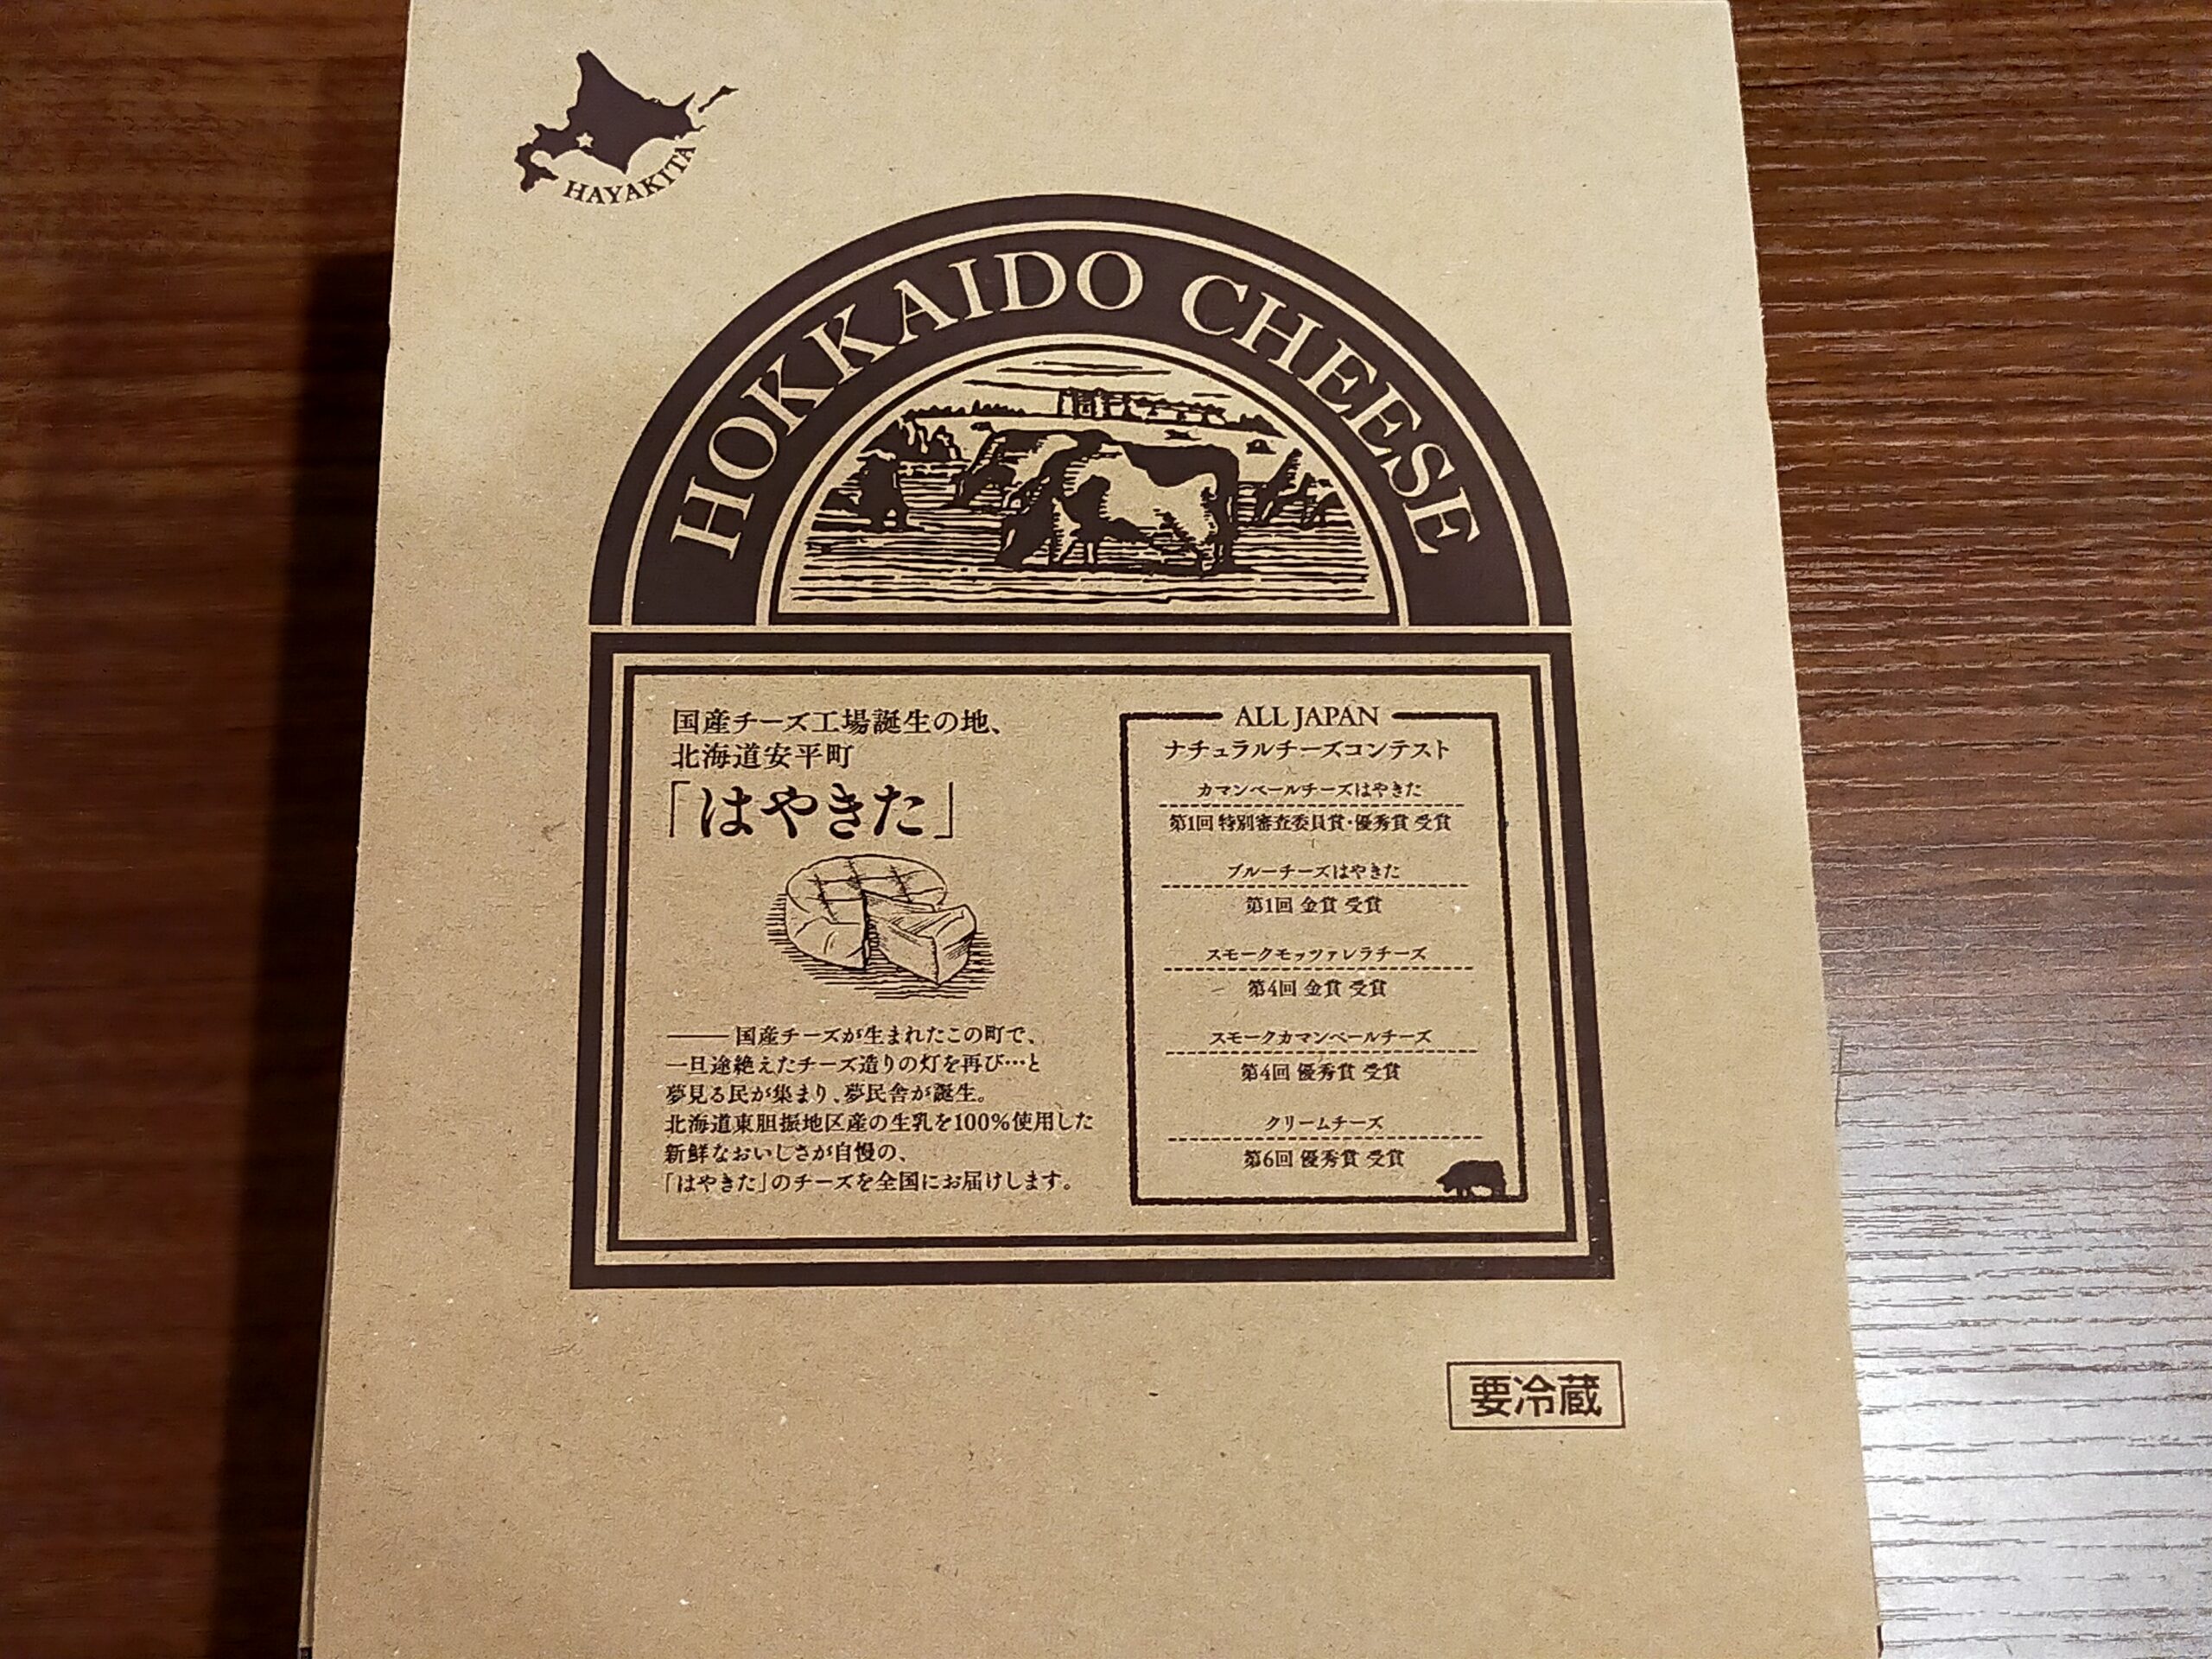 HAYAKITA
HOKKAIDO CHEESE
国産チーズ工場誕生の地、
北海道安平町
「はやきた」
国産チーズが生まれたこの町で、
一旦途絶えたチーズ造りの灯を再び…と
夢見る民が集まり、夢民舎が誕生。
北海道東胆振地区産の生乳を100%使用した
新鮮なおいしさが自慢の、
「はやきた」のチーズを全国にお届けします。
ALL JAPAN
ナチュラルチーズコンテスト
カマンベールチーズはやきた
第1回 特別審査委員賞・優秀賞 受賞
ブルーチーズはやきた
第1回 金賞 受賞
スモークモッツァレラチーズ
第4回 金賞 受賞
スモークカマンベールチーズ
第4回 優秀賞 受賞
クリームチーズ
第6回 優秀賞 受賞
要冷蔵